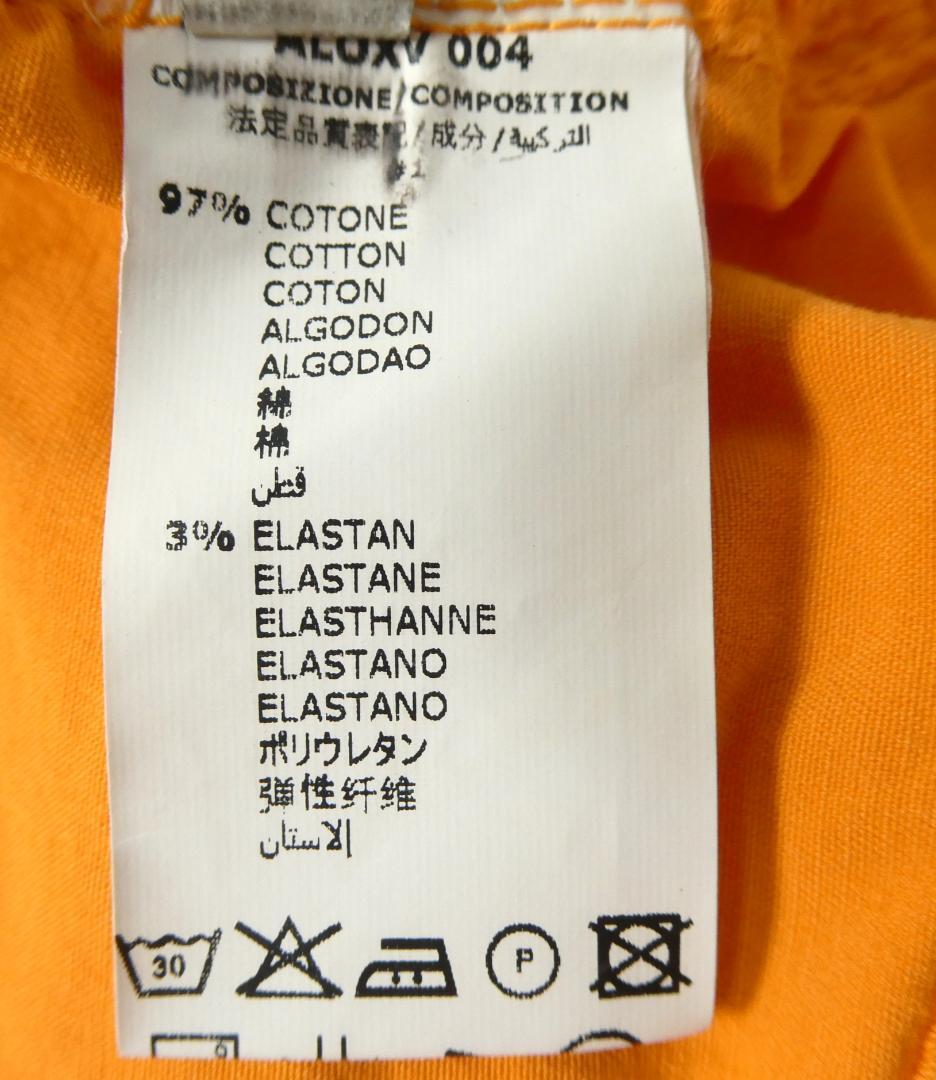 ALOXV 004
COMPOSIZIONE/COMPOSITION
法定品質表記/成分/التركيبة
97% COTONE
COTTON
COTON
ALGODON
ALGODAO
綿
棉
قطن
3% ELASTAN
ELASTANE
ELASTHANNE
ELASTANO
ELASTANO
ポリウレタン
弹性纤维
الاستان
30 P